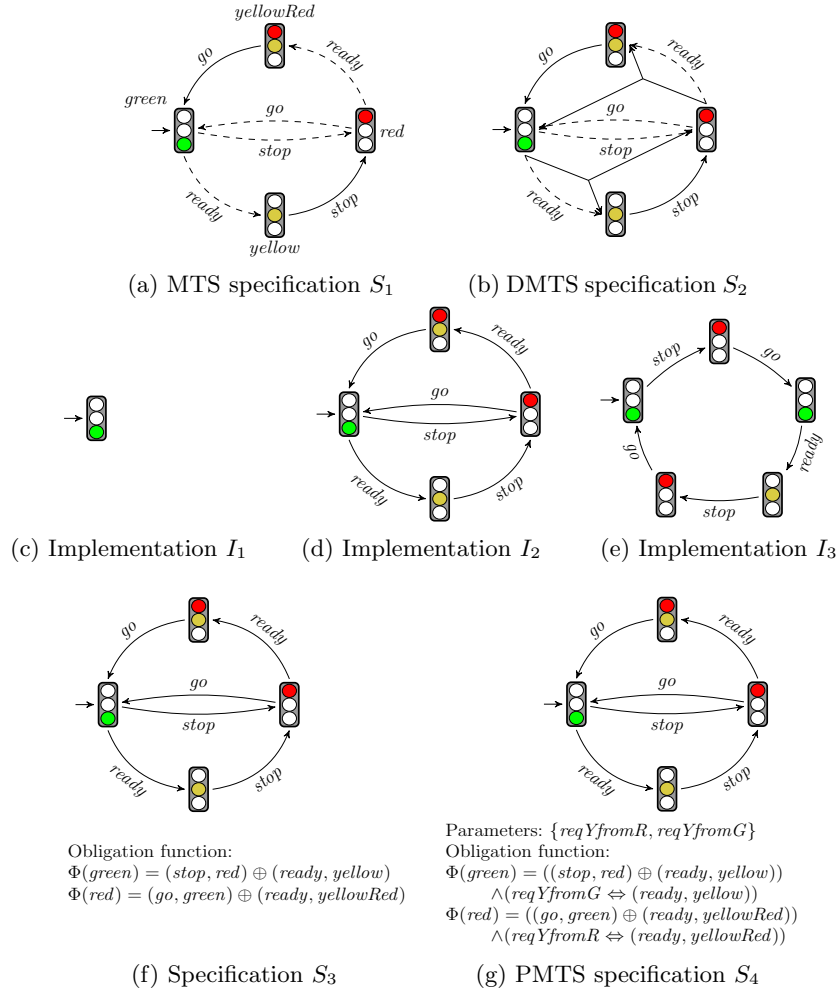 yellowRed
go
ready
green
go
stop
red
ready
stop
yellow
(a) MTS specification S₁
go
ready
go
stop
ready
stop
(b) DMTS specification S₂
(c) Implementation I₁
go
ready
go
stop
ready
stop
(d) Implementation I₂
stop
go
ready
go
stop
(e) Implementation I₃
go
ready
go
stop
ready
stop
Obligation function:
Φ(green) = (stop, red) ⊕ (ready, yellow)
Φ(red) = (go, green) ⊕ (ready, yellowRed)
(f) Specification S₃
go
ready
go
stop
ready
stop
Parameters: {reqYfromR, reqYfromG}
Obligation function:
Φ(green) = ((stop, red) ⊕ (ready, yellow))
∧(reqYfromG ⇔ (ready, yellow))
Φ(red) = ((go, green) ⊕ (ready, yellowRed))
∧(reqYfromR ⇔ (ready, yellowRed))
(g) PMTS specification S₄